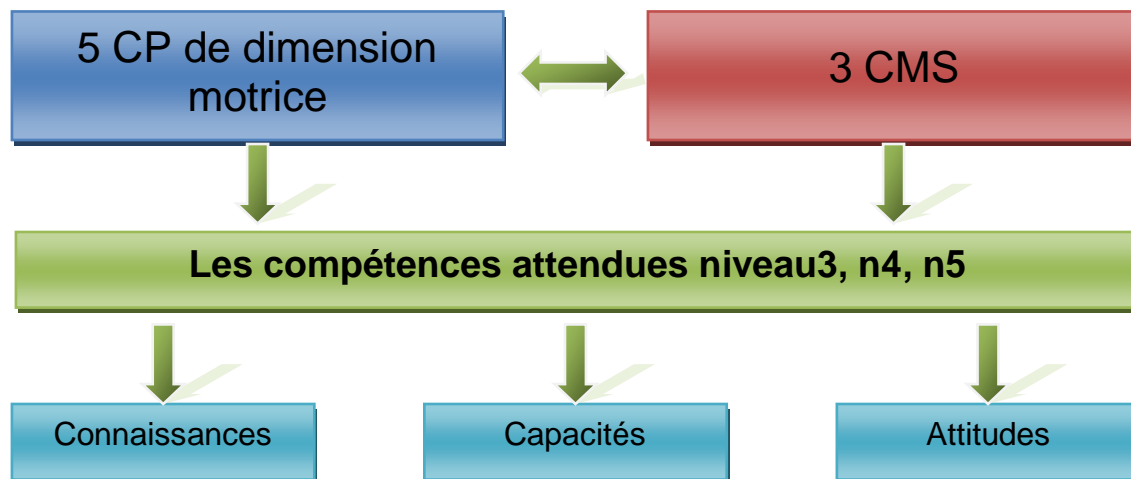 5 CP de dimension
motrice
3 CMS
Les compétences attendues niveau3, n4, n5
Connaissances
Capacités
Attitudes